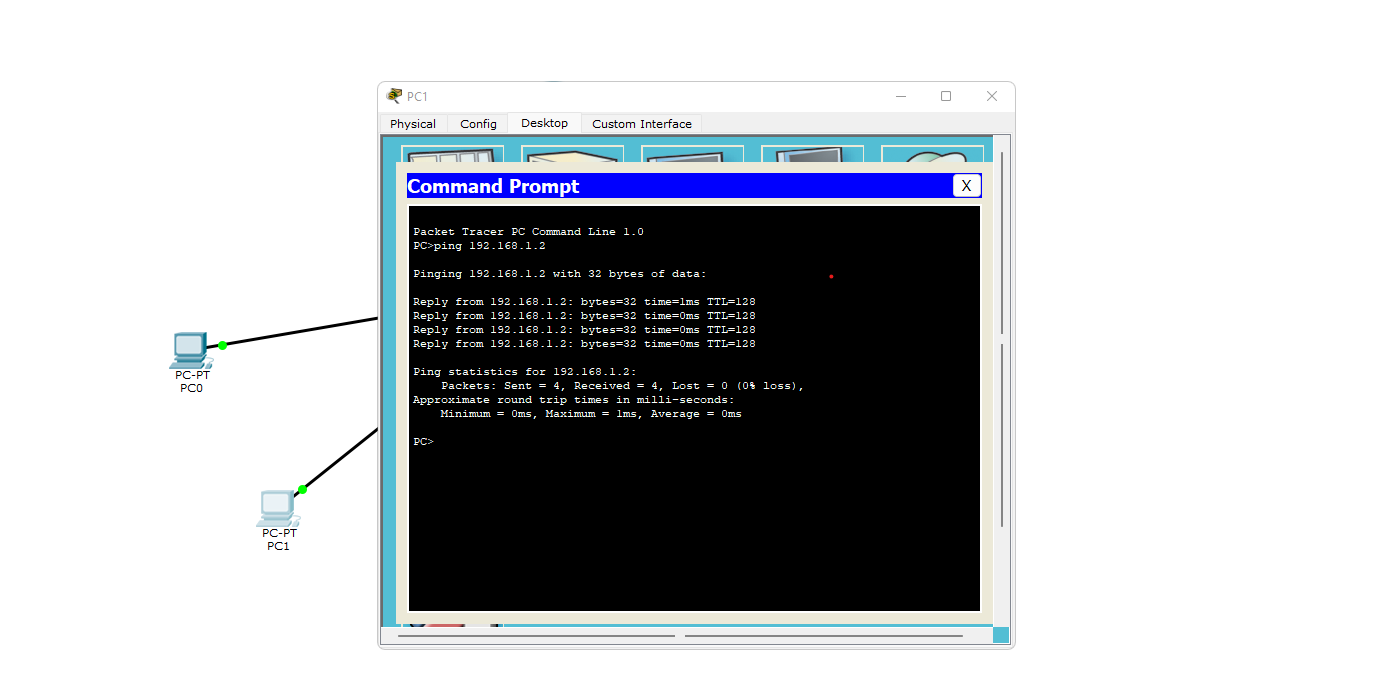 PC1
Physical Config Desktop Custom Interface
Command Prompt X
Packet Tracer PC Command Line 1.0
PC>ping 192.168.1.2
Pinging 192.168.1.2 with 32 bytes of data:
Reply from 192.168.1.2: bytes=32 time=1ms TTL=128
Reply from 192.168.1.2: bytes=32 time=0ms TTL=128
Reply from 192.168.1.2: bytes=32 time=0ms TTL=128
Reply from 192.168.1.2: bytes=32 time=0ms TTL=128
Ping statistics for 192.168.1.2:
Packets: Sent = 4, Received = 4, Lost = 0 (0% loss),
Approximate round trip times in milli-seconds:
Minimum = 0ms, Maximum = 1ms, Average = 0ms
PC>
PC-PT
PC0
PC-PT
PC1